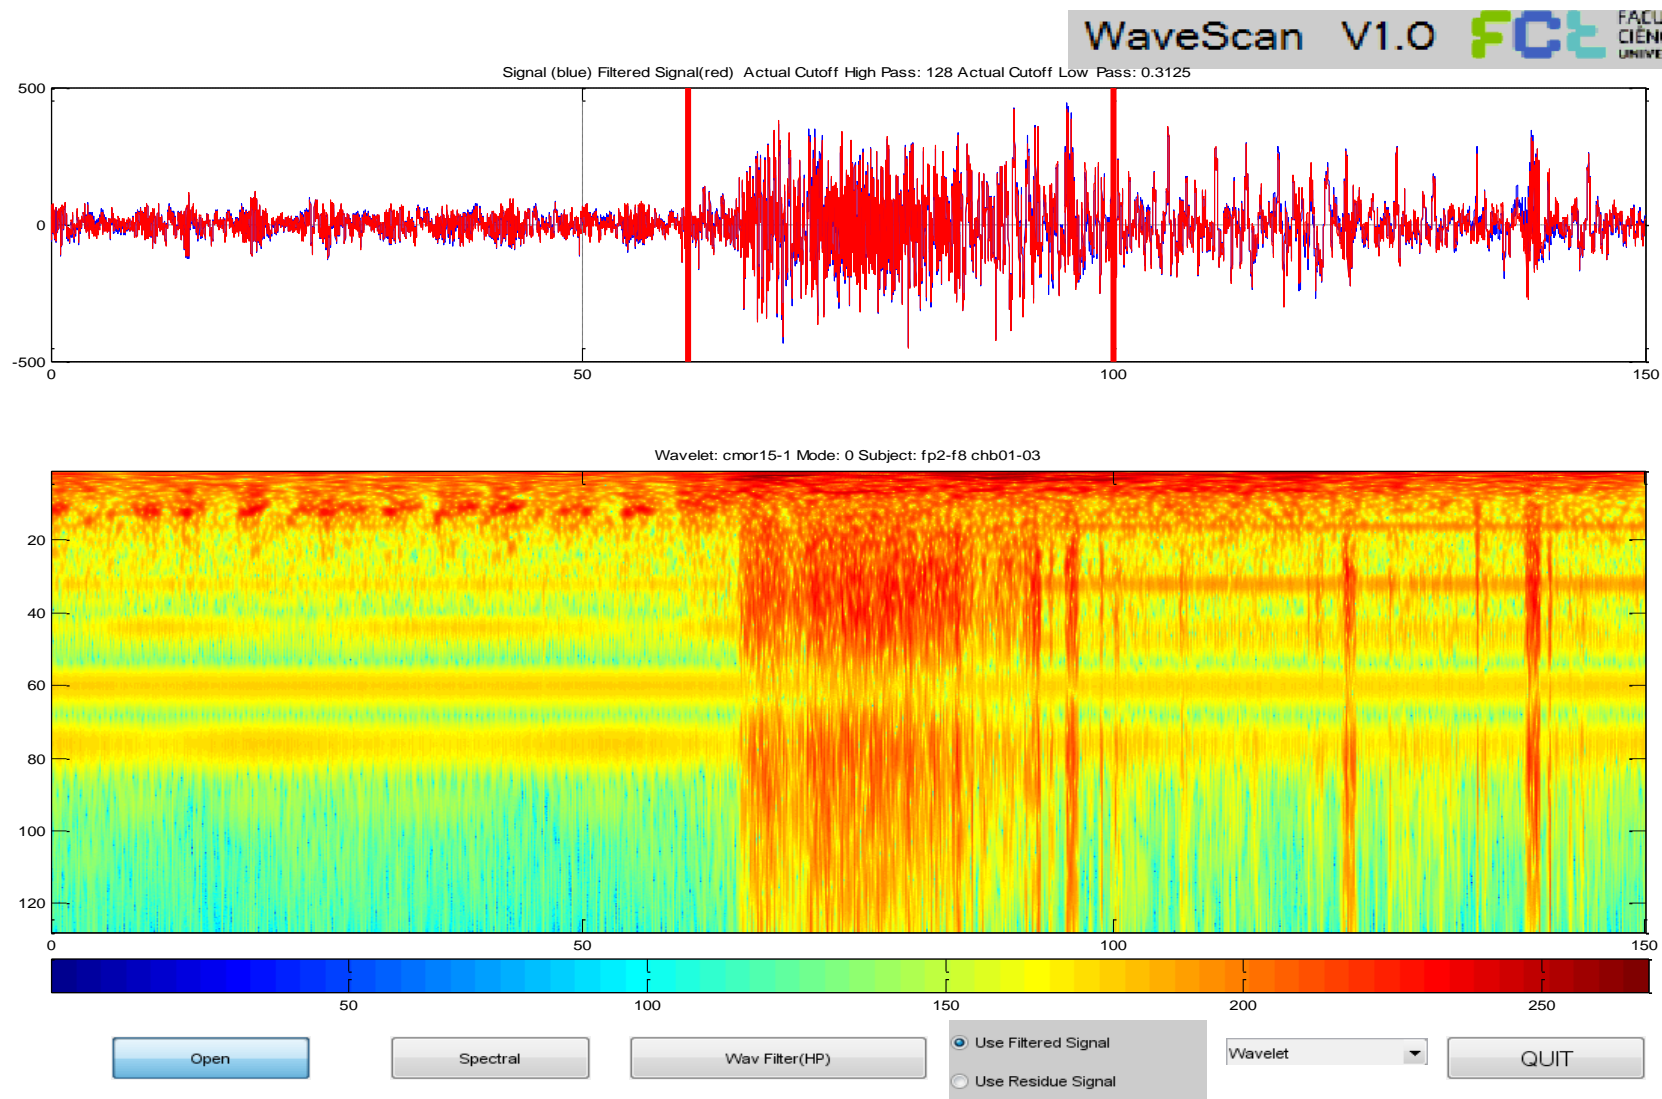 WaveScan V1.0
FCt
Signal (blue) Filtered Signal(red) Actual Cutoff High Pass: 128 Actual Cutoff Low Pass: 0.3125
500
0
-500
0 50 100 150
Wavelet: cmor15-1 Mode: 0 Subject: fp2-f8 chb01-03
20
40
60
80
100
120
0 50 100 150
50 100 150 200 250
Open
Spectral
Wav Filter(HP)
Use Filtered Signal
Use Residue Signal
Wavelet
QUIT